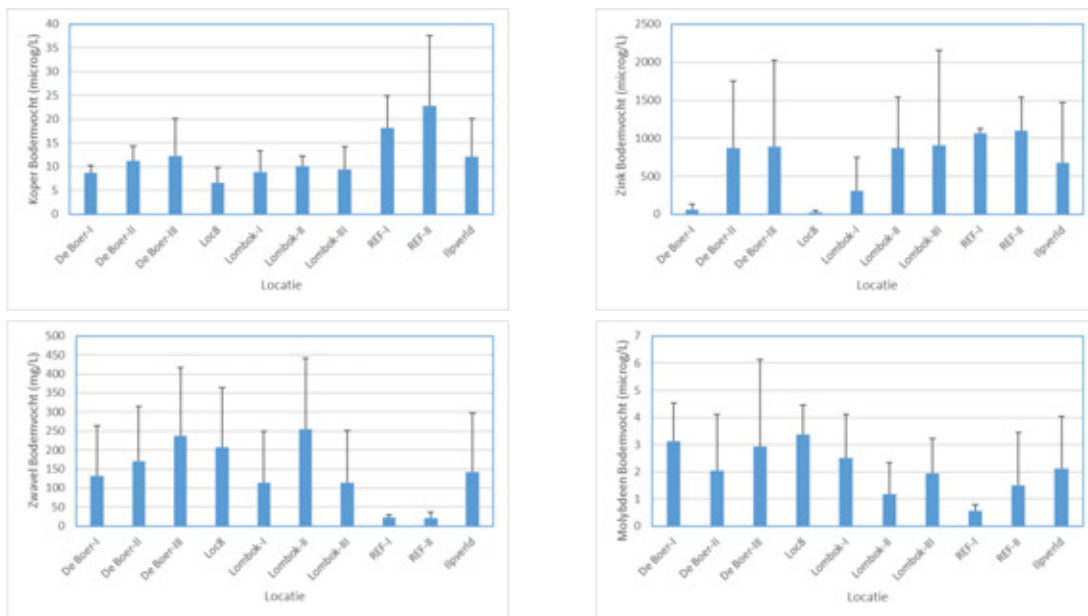 Koper Bodemvocht (microg/L)
40
35
30
25
20
15
10
5
0
De Boer-I
De Boer-II
De Boer-III
Loc8
Lombok-I
Lombok-II
Lombok-III
REF-I
REF-II
Ilpverld
Locatie
Zink Bodemvocht (microg/L)
2500
2000
1500
1000
500
0
De Boer-I
De Boer-II
De Boer-III
Loc8
Lombok-I
Lombok-II
Lombok-III
REF-I
REF-II
Ilpverld
Locatie
Zwavel Bodemvocht (mg/L)
500
450
400
350
300
250
200
150
100
50
0
De Boer-I
De Boer-II
De Boer-III
Loc8
Lombok-I
Lombok-II
Lombok-III
REF-I
REF-II
Ilpverld
Locatie
Molybdeen Bodemvocht (microg/L)
7
6
5
4
3
2
1
0
De Boer-I
De Boer-II
De Boer-III
Loc8
Lombok-I
Lombok-II
Lombok-III
REF-I
REF-II
Ilpverld
Locatie